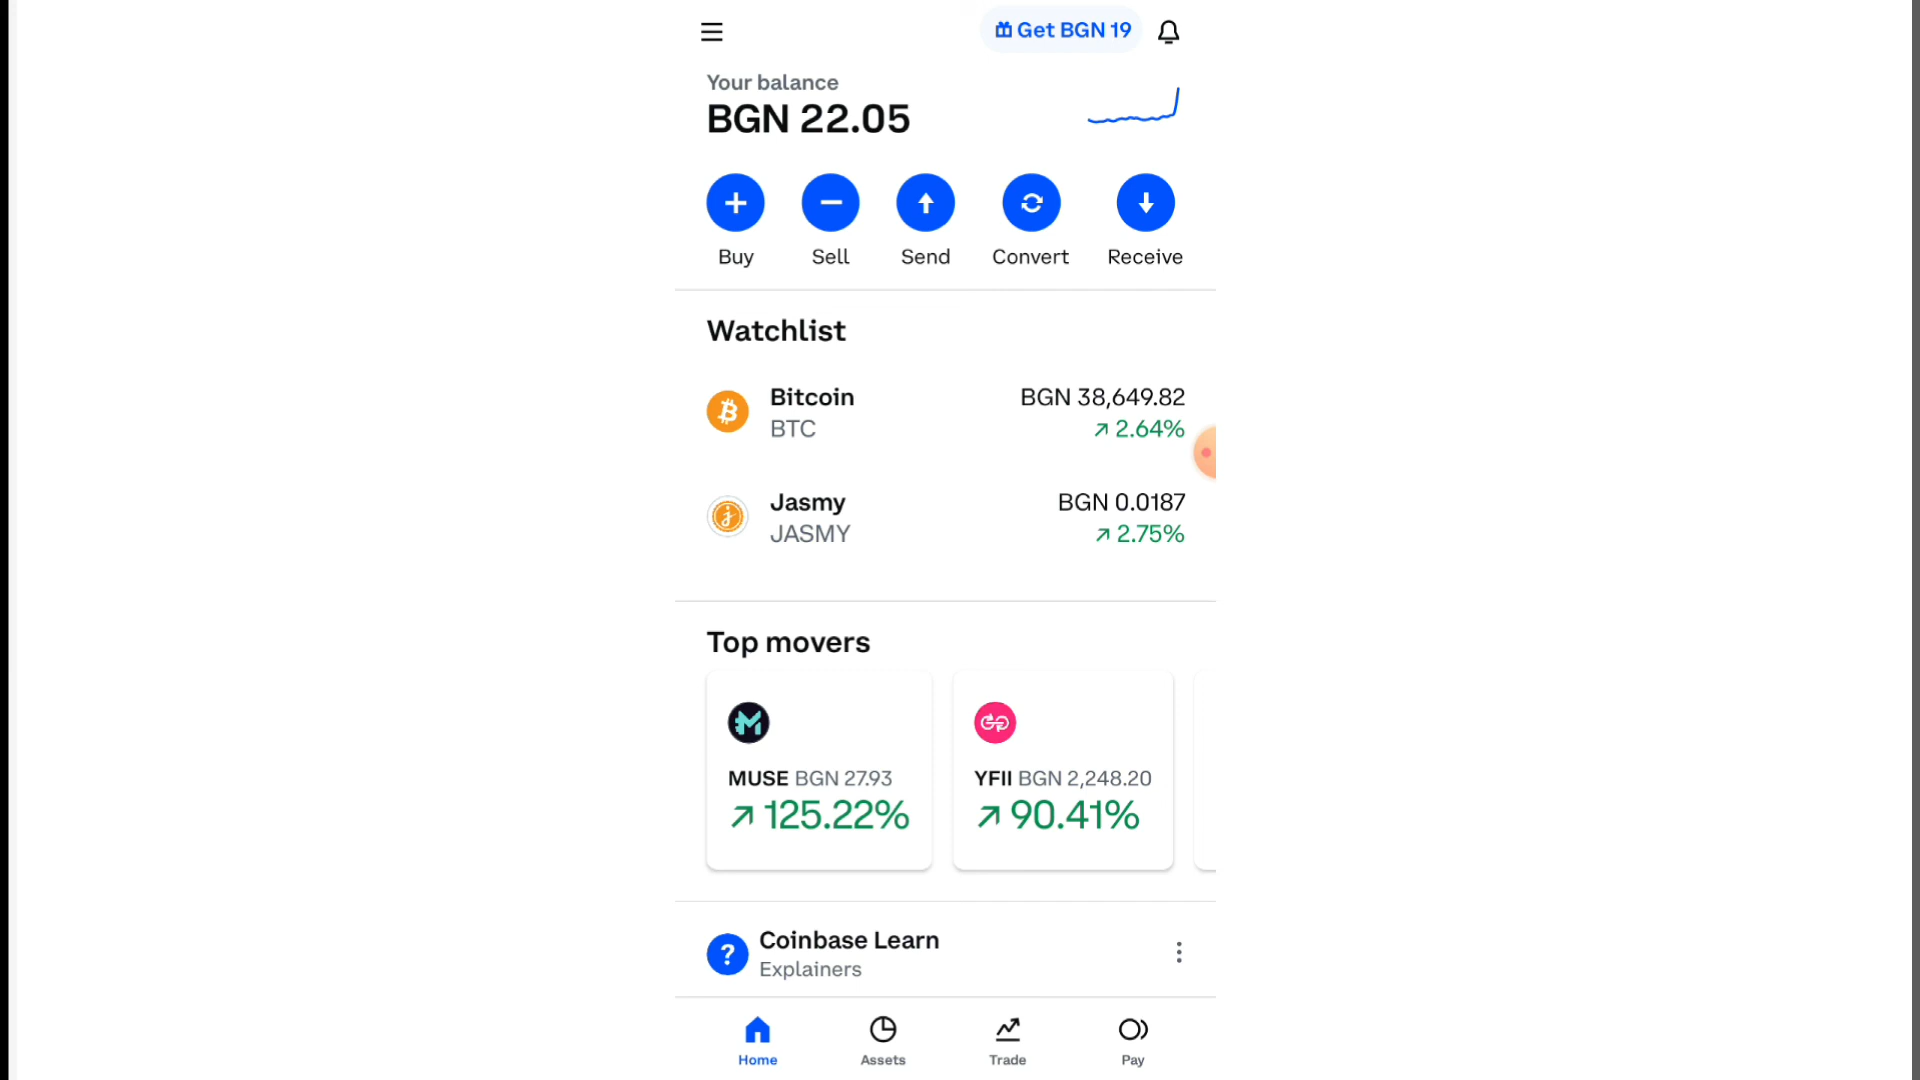 Get BGN 19
Your balance
BGN 22.05
Buy
Sell
Send
Convert
Receive
Watchlist
Bitcoin
BGN 38,649.82
BTC
↗ 2.64%
Jasmy
BGN 0.0187
JASMY
↗ 2.75%
Top movers
MUSE BGN 27.93
↗ 125.22%
YFII BGN 2,248.20
↗ 90.41%
Coinbase Learn
Explainers
Home
Assets
Trade
Pay